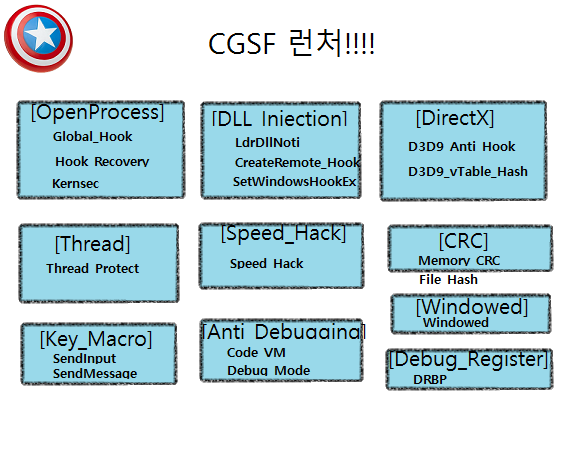 CGSF 런처!!!!
[OpenProcess]
Global_Hook
Hook Recovery
Kernsec
[DLL Injection]
LdrDllNoti
CreateRemote_Hook
SetWindowsHookEx
[DirectX]
D3D9 Anti Hook
D3D9_vTable_Hash
[Thread]
Thread Protect
[Speed_Hack]
Speed Hack
[CRC]
Memory CRC
File Hash
[Windowed]
Windowed
[Key_Macro]
SendInput
SendMessage
[Anti Debugging]
Code VM
Debug Mode
[Debug_Register]
DRBP